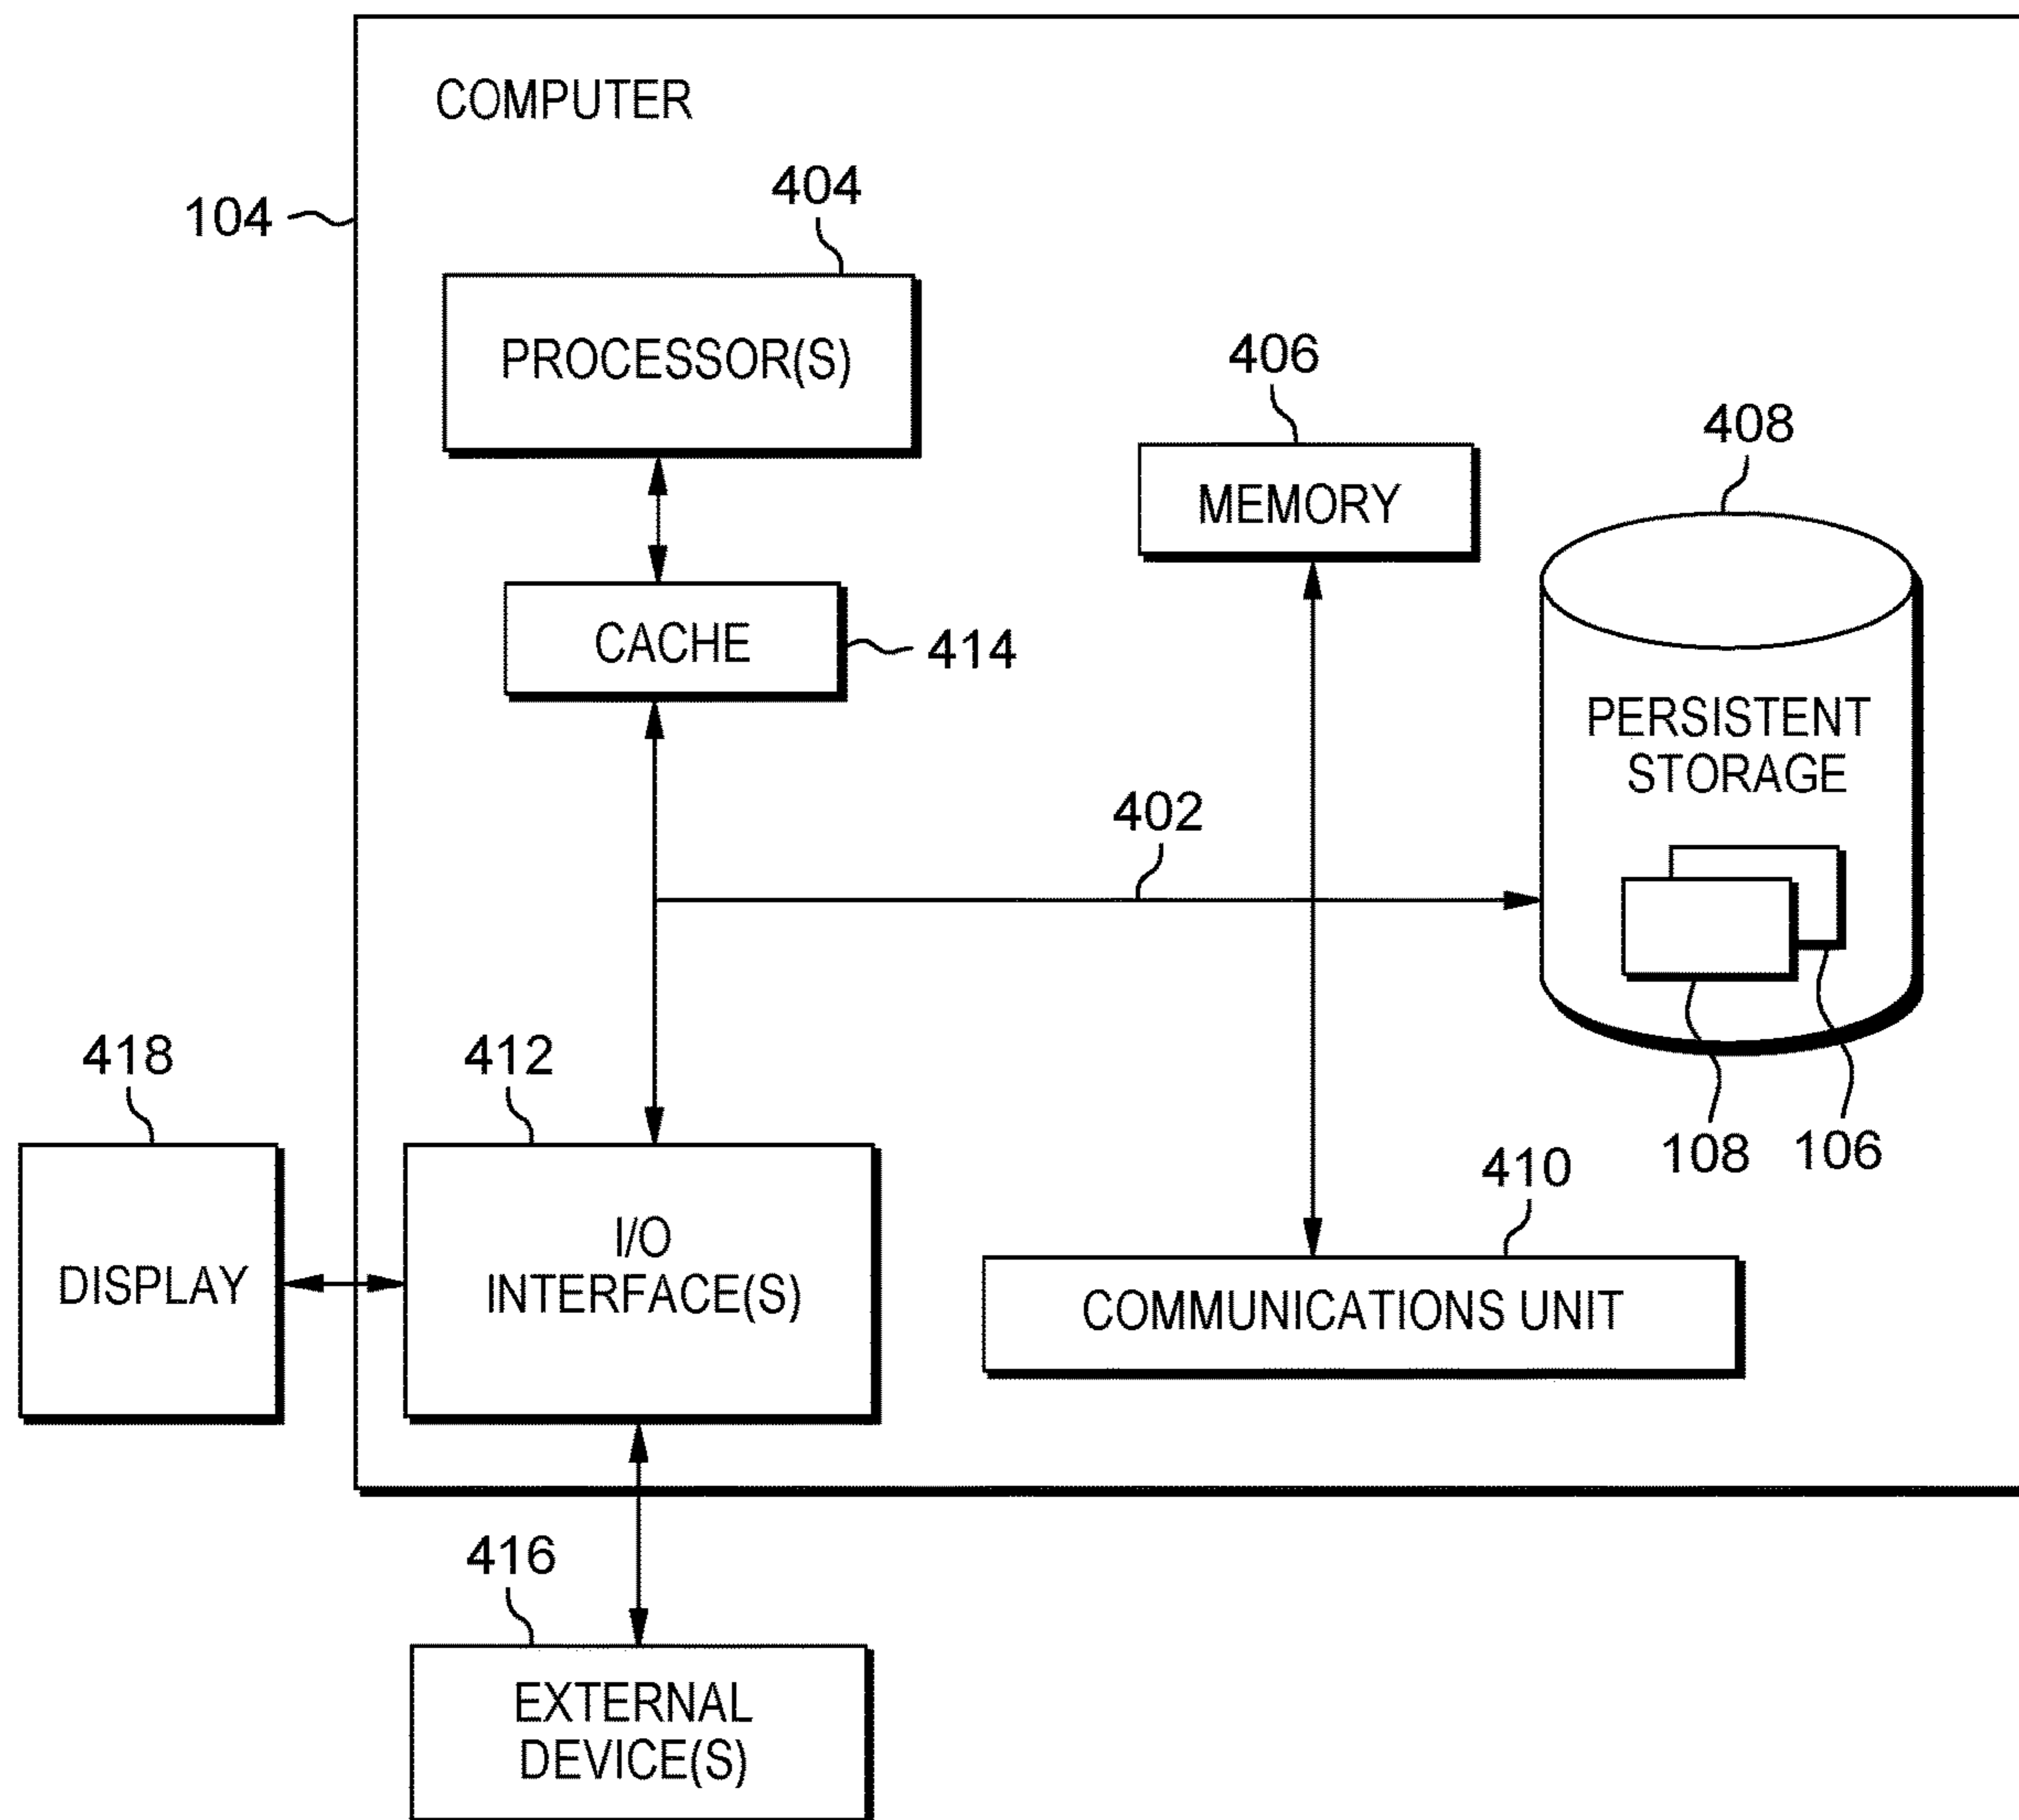 COMPUTER
404
104
PROCESSOR(S)
406
408
MEMORY
CACHE
414
PERSISTENT
STORAGE
402
418
412
108
106
410
I/O
INTERFACE(S)
DISPLAY
COMMUNICATIONS UNIT
416
EXTERNAL
DEVICE(S)